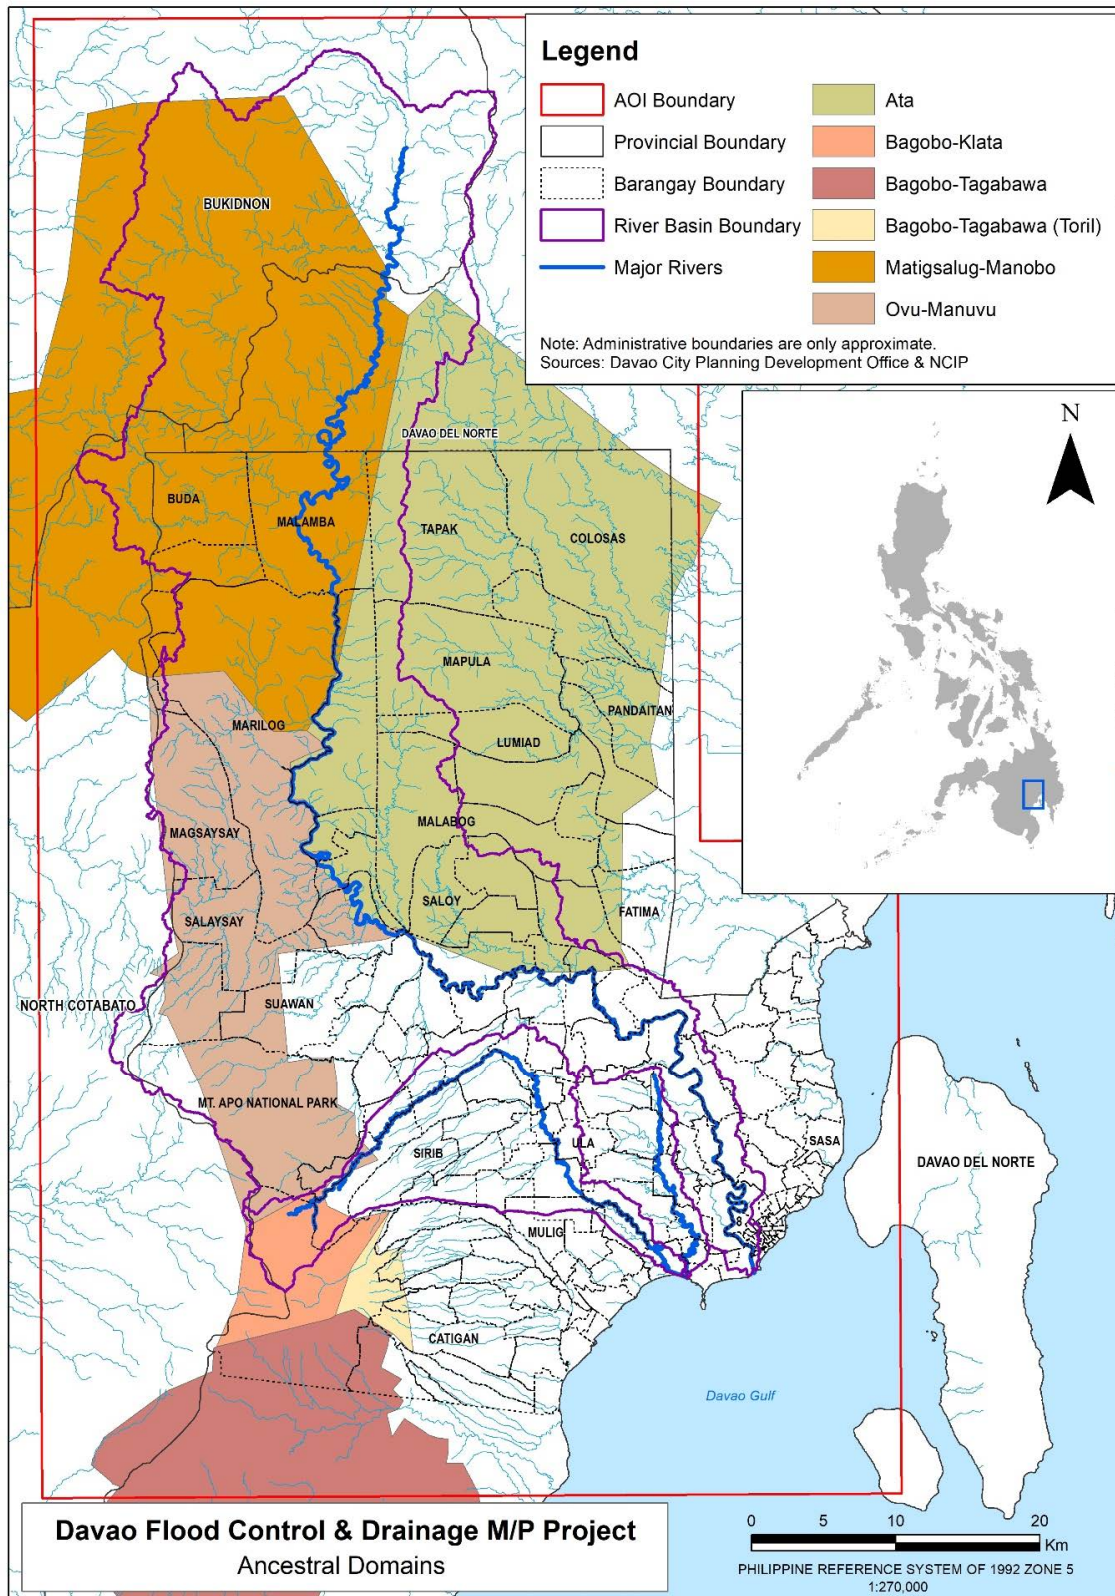 Legend
AOI Boundary
Provincial Boundary
Barangay Boundary
River Basin Boundary
Major Rivers
Ata
Bagobo-Klata
Bagobo-Tagabawa
Bagobo-Tagabawa (Toril)
Matigsalug-Manobo
Ovu-Manuvu
Note: Administrative boundaries are only approximate.
Sources: Davao City Planning Development Office & NCIP
N
BUKIDNON
DAVAO DEL NORTE
BUDA
MALAMBA
TAPAK
COLOSAS
MAPULA
PANDAITAN
MARILOG
LUMIAD
MALABOG
MAGSAYSAY
SALOY
FATIMA
SALAYSAY
NORTH COTABATO
SUAWAN
MT. APO NATIONAL PARK
SIRIB
ULA
SASA
DAVAO DEL NORTE
8
MULIG
CATIGAN
Davao Gulf
Davao Flood Control & Drainage M/P Project
Ancestral Domains
0 5 10 20
Km
PHILIPPINE REFERENCE SYSTEM OF 1992 ZONE 5
1:270,000